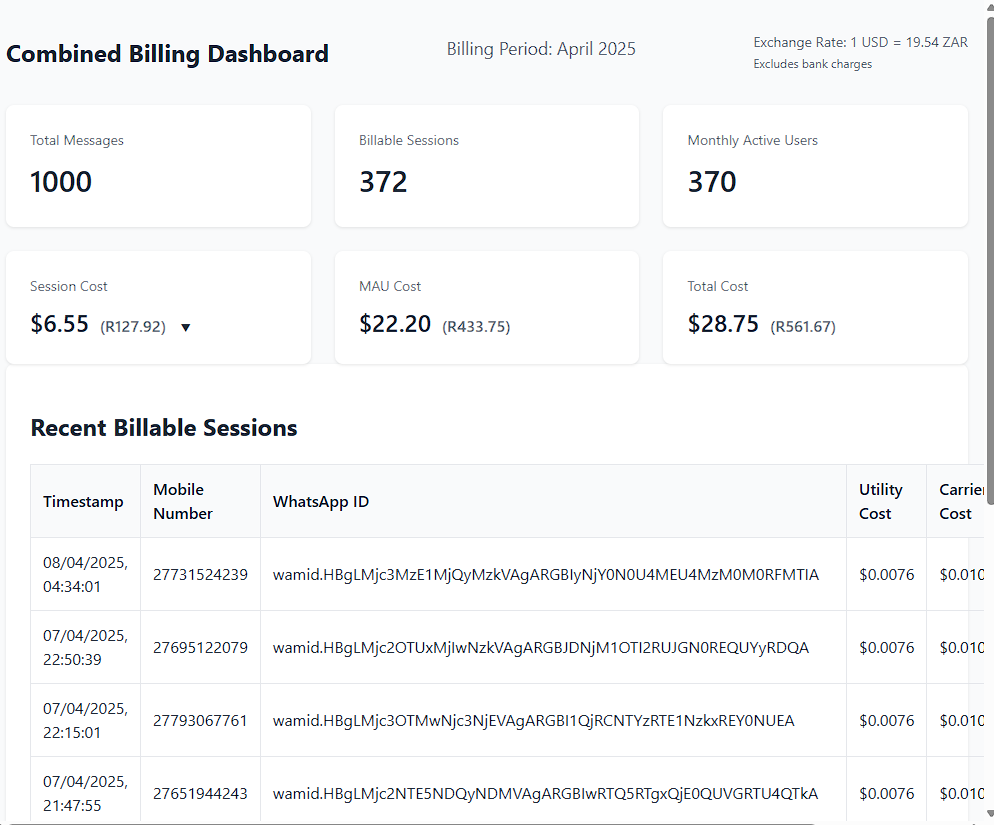 Combined Billing Dashboard
Billing Period: April 2025
Exchange Rate: 1 USD = 19.54 ZAR
Excludes bank charges
Total Messages
1000
Billable Sessions
372
Monthly Active Users
370
Session Cost
$6.55 (R127.92) ▼
MAU Cost
$22.20 (R433.75)
Total Cost
$28.75 (R561.67)
Recent Billable Sessions
Timestamp
Mobile
Number
WhatsApp ID
Utility
Cost
Carrier
Cost
08/04/2025,
04:34:01
27731524239
wamid.HBgLMjc3MzE1MjQyMzkVAgARGBIyNjY0N0U4MEU4MzM0M0RFMTIA
$0.0076
$0.010
07/04/2025,
22:50:39
27695122079
wamid.HBgLMjc2OTUxMjIwNzkVAgARGBJDNjM1OTI2RUJGN0REQUYyRDQA
$0.0076
$0.010
07/04/2025,
22:15:01
27793067761
wamid.HBgLMjc3OTMwNjc3NjEVAgARGBI1QjRCNTYzRTE1NzkxREY0NUEA
$0.0076
$0.010
07/04/2025,
21:47:55
27651944243
wamid.HBgLMjc2NTE5NDQyNDMVAgARGBIwRTQ5RTgxQjE0QUVGRTU4QTkA
$0.0076
$0.010